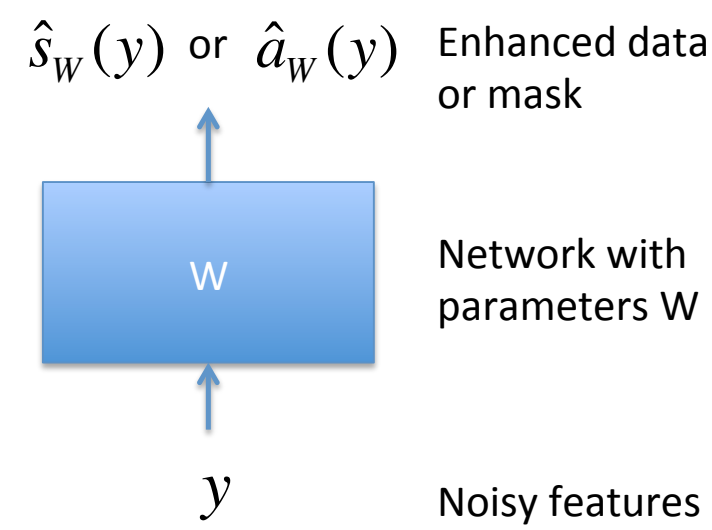 ŝ_W(y) or â_W(y) Enhanced data
or mask
W
Network with
parameters W
y Noisy features